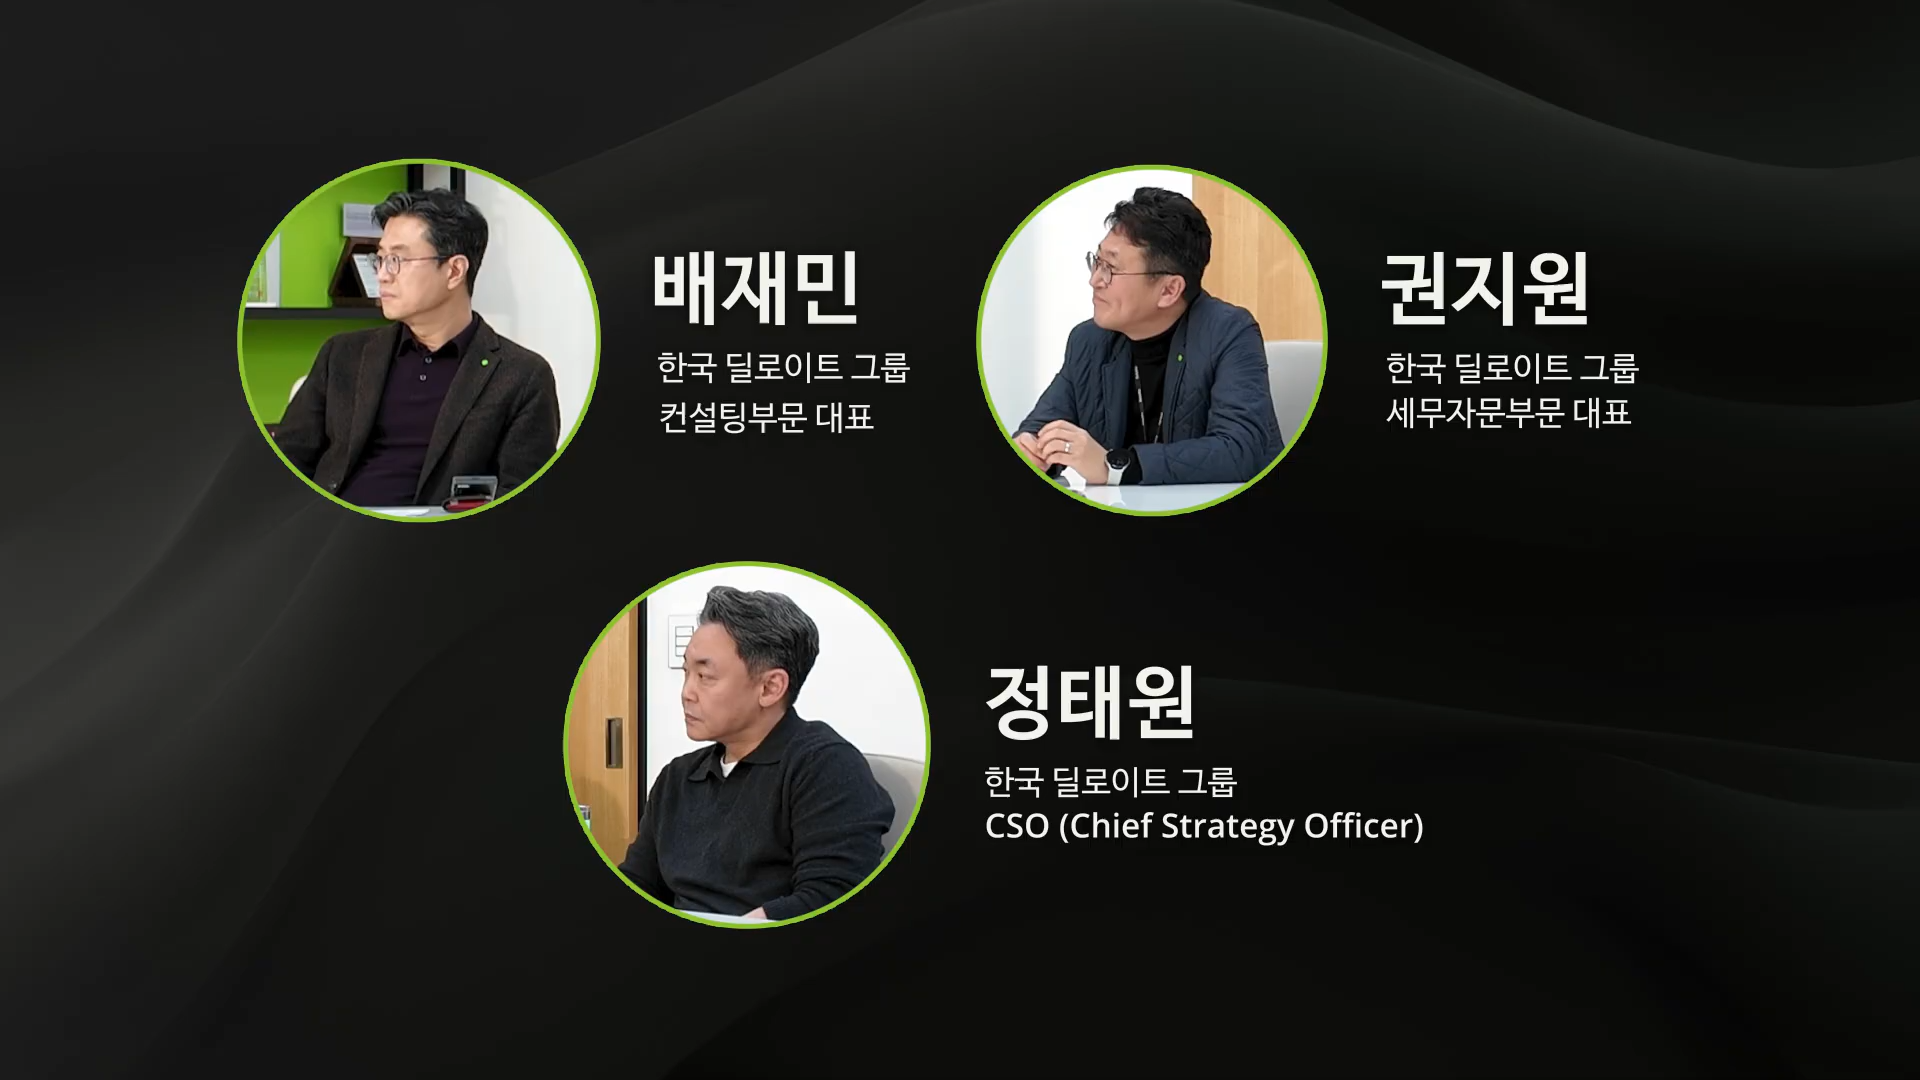 배재민
한국 딜로이트 그룹
컨설팅부문 대표
권지원
한국 딜로이트 그룹
세무자문부문 대표
정태원
한국 딜로이트 그룹
CSO (Chief Strategy Officer)